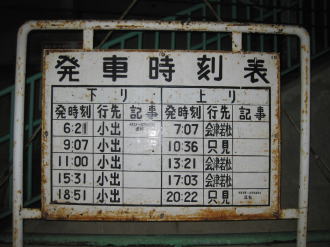 発車時刻表
下り 上り
発時刻 行先 記事 発時刻 行先 記事
6:21 小出 7:07 会津若松
9:07 小出 10:36 只見
11:00 小出 13:21 会津若松
15:31 小出 17:03 会津若松
18:51 小出 20:22 只見